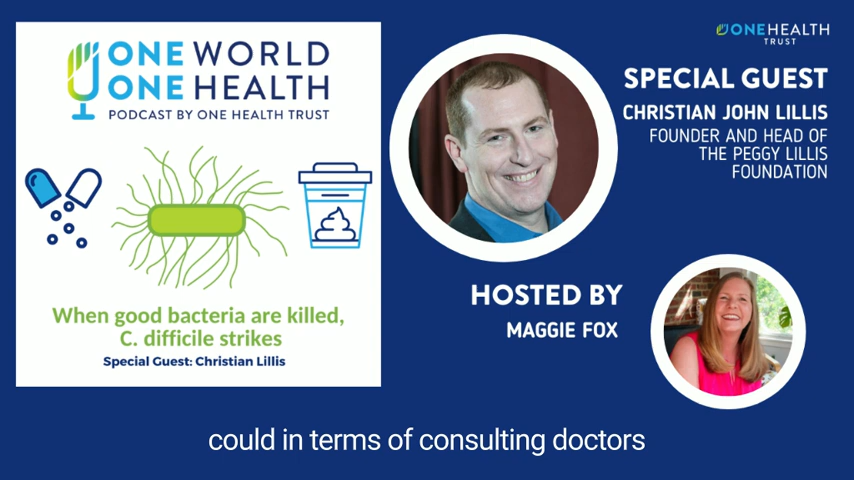 ONE WORLD
ONE HEALTH
PODCAST BY ONE HEALTH TRUST
When good bacteria are killed,
C. difficile strikes
Special Guest: Christian Lillis
ONEHEALTH
TRUST
SPECIAL GUEST
CHRISTIAN JOHN LILLIS
FOUNDER AND HEAD OF
THE PEGGY LILLIS
FOUNDATION
HOSTED BY
MAGGIE FOX
could in terms of consulting doctors